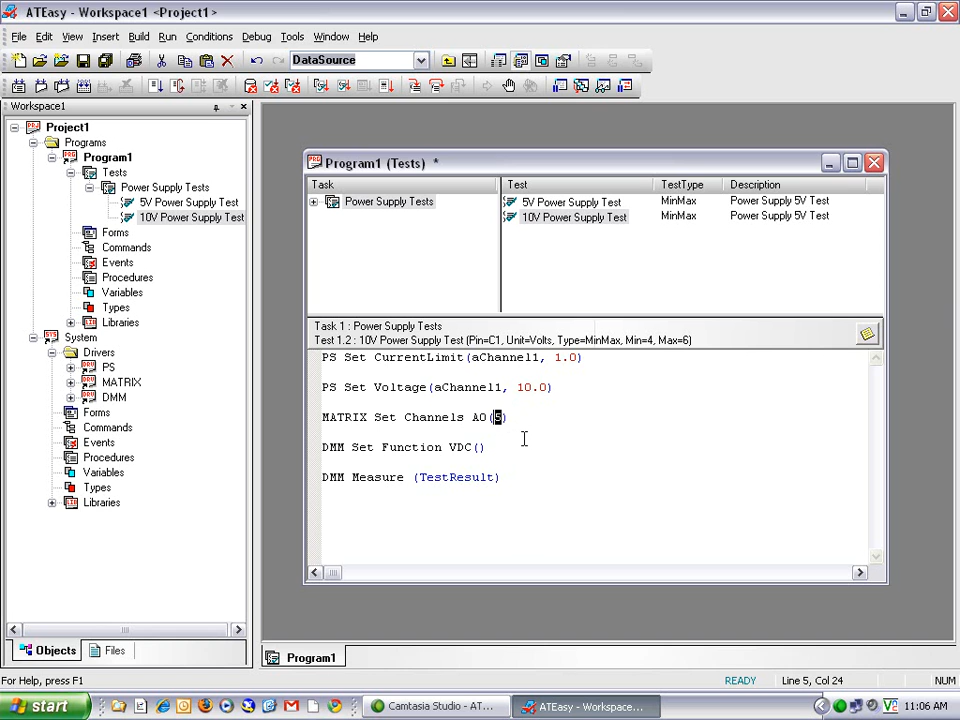 ATEasy - Workspace1 <Project1>
File Edit View Insert Build Run Conditions Debug Tools Window Help
DataSource
Workspace1
Project1
Programs
Program1
Tests
Power Supply Tests
5V Power Supply Test
10V Power Supply Test
Forms
Commands
Events
Procedures
Variables
Types
Libraries
System
Drivers
PS
MATRIX
DMM
Forms
Commands
Events
Procedures
Variables
Types
Libraries
Objects Files
Program1 (Tests) *
Task Test TestType Description
Power Supply Tests 5V Power Supply Test MinMax Power Supply 5V Test
10V Power Supply Test MinMax Power Supply 5V Test
Task 1 : Power Supply Tests
Test 1.2 : 10V Power Supply Test (Pin=C1, Unit=Volts, Type=MinMax, Min=4, Max=6)
PS Set CurrentLimit(aChannel1, 1.0)
PS Set Voltage(aChannel1, 10.0)
MATRIX Set Channels AO(5)
DMM Set Function VDC()
DMM Measure (TestResult)
Program1
For Help, press F1 READY Line 5, Col 24 NUM
start Camtasia Studio - AT... ATEasy - Workspace... 11:06 AM